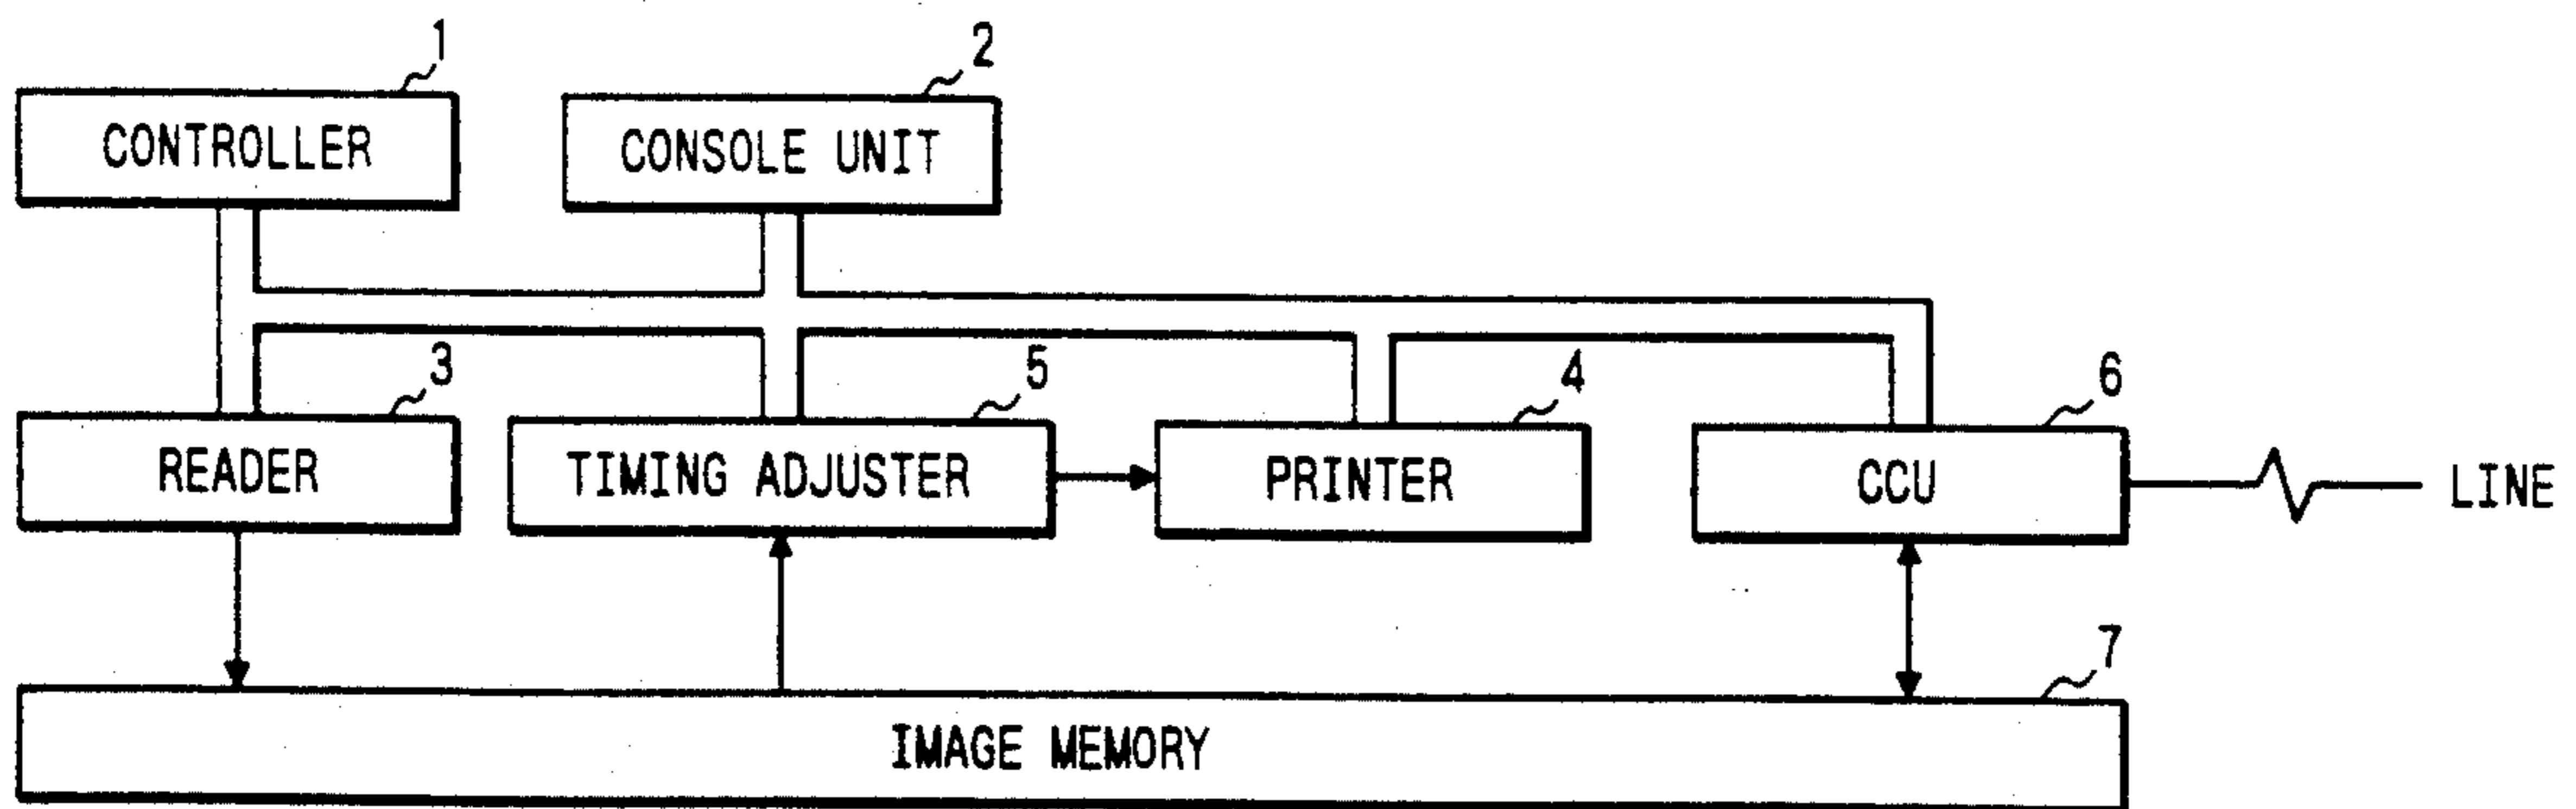 1
2
CONTROLLER
CONSOLE UNIT
3
5
4
6
READER
TIMING ADJUSTER
PRINTER
CCU
LINE
7
IMAGE MEMORY